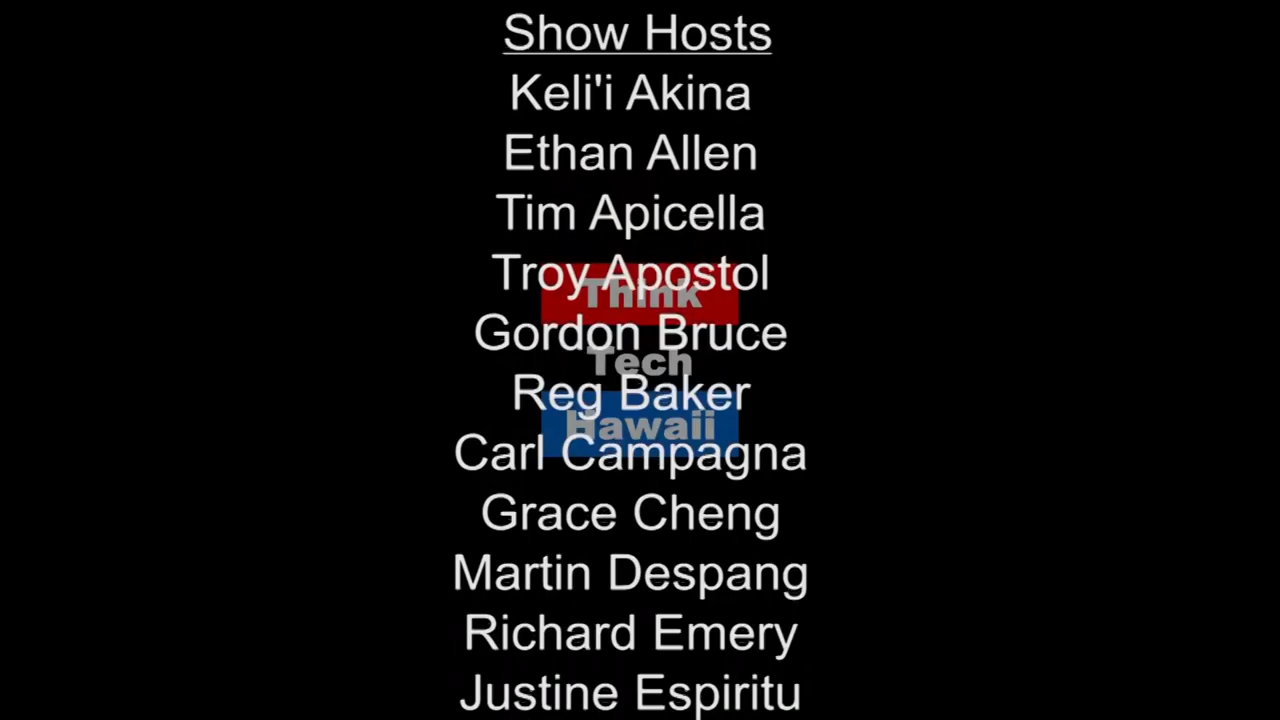 Show Hosts
Keli'i Akina
Ethan Allen
Tim Apicella
Troy Apostol
Think
Gordon Bruce
Tech
Reg Baker
Hawaii
Carl Campagna
Grace Cheng
Martin Despang
Richard Emery
Justine Espiritu